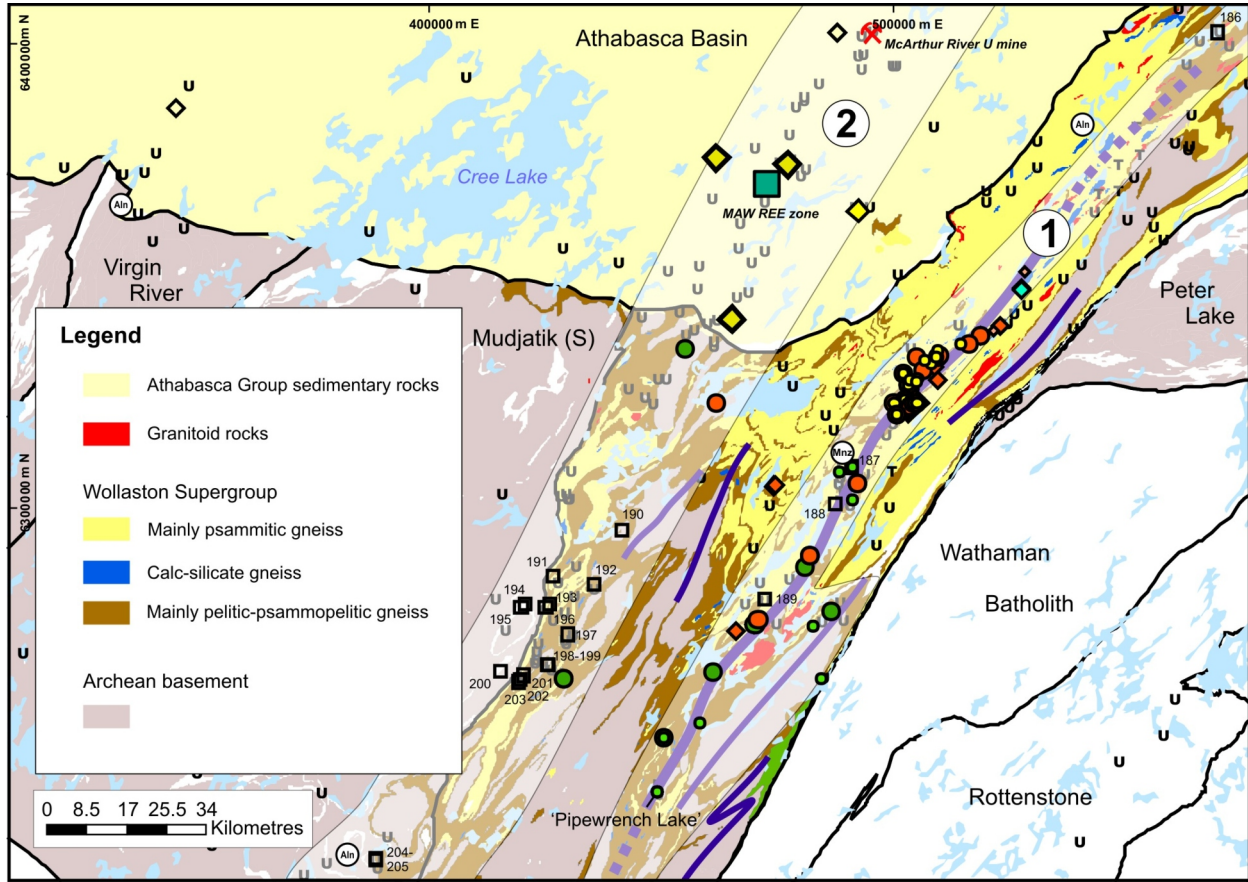 400000 m E
500000 m E
6400000 m N
6300000 m N
Athabasca Basin
McArthur River U mine
186
2
Aln
Cree Lake
MAW REE zone
Aln
1
Virgin
River
Peter
Lake
Mudjatik (S)
Legend
Athabasca Group sedimentary rocks
Granitoid rocks
Wollaston Supergroup
Mainly psammitic gneiss
Calc-silicate gneiss
Mainly pelitic-psammopelitic gneiss
Archean basement
Mnz
187
188
190
191
192
194
193
195
196
189
197
198-199
200
201
202
203
Wathaman
Batholith
Rottenstone
'Pipewrench Lake'
0 8.5 17 25.5 34
Kilometres
Aln
204-
205
U
T